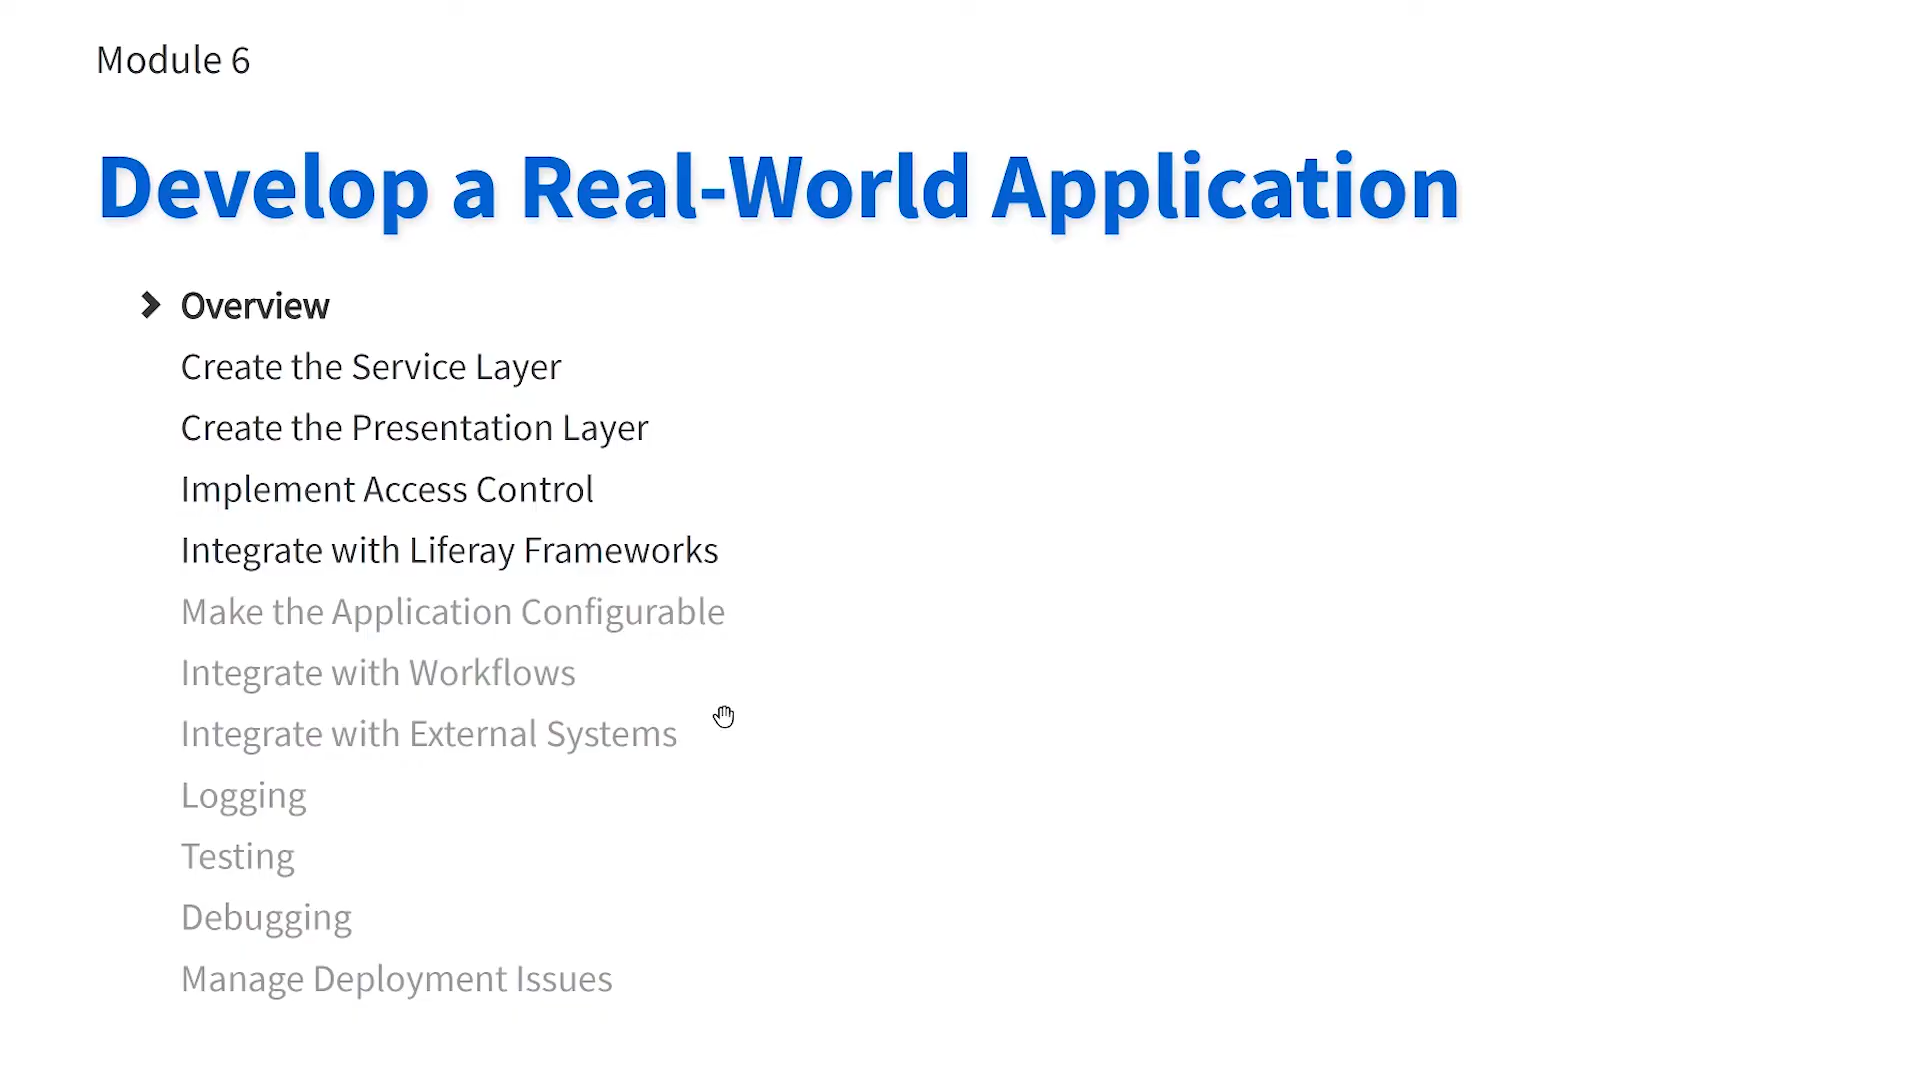 Module 6
Develop a Real-World Application
Overview
Create the Service Layer
Create the Presentation Layer
Implement Access Control
Integrate with Liferay Frameworks
Make the Application Configurable
Integrate with Workflows
Integrate with External Systems
Logging
Testing
Debugging
Manage Deployment Issues